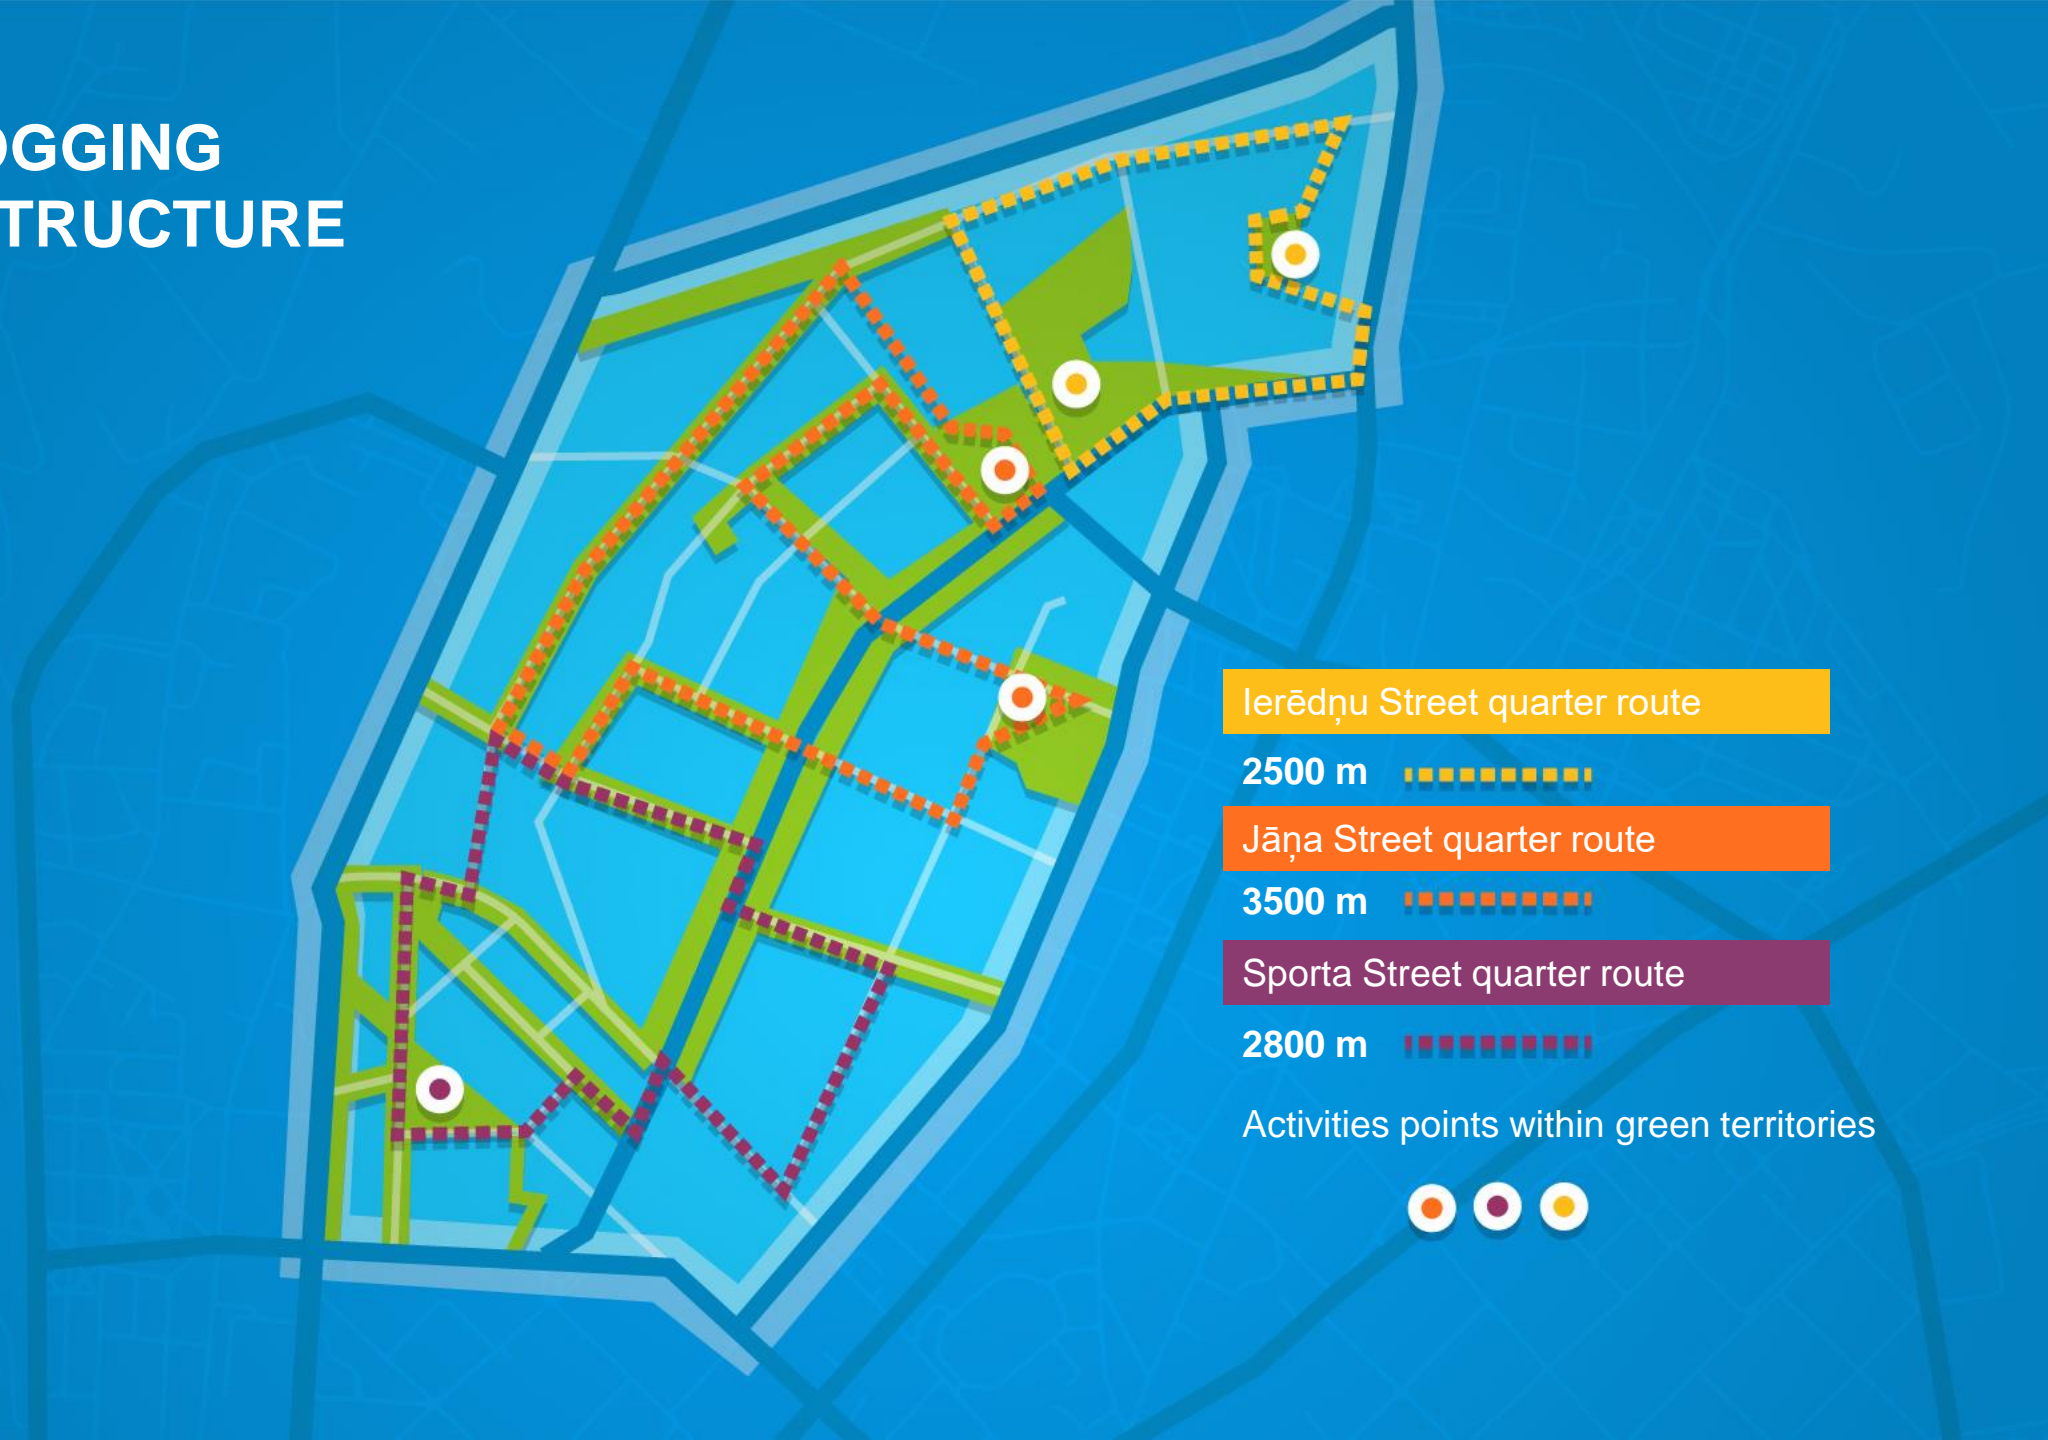 OGGING
TRUCTURE
Ierēdņu Street quarter route
2500 m
Jāņa Street quarter route
3500 m
Sporta Street quarter route
2800 m
Activities points within green territories